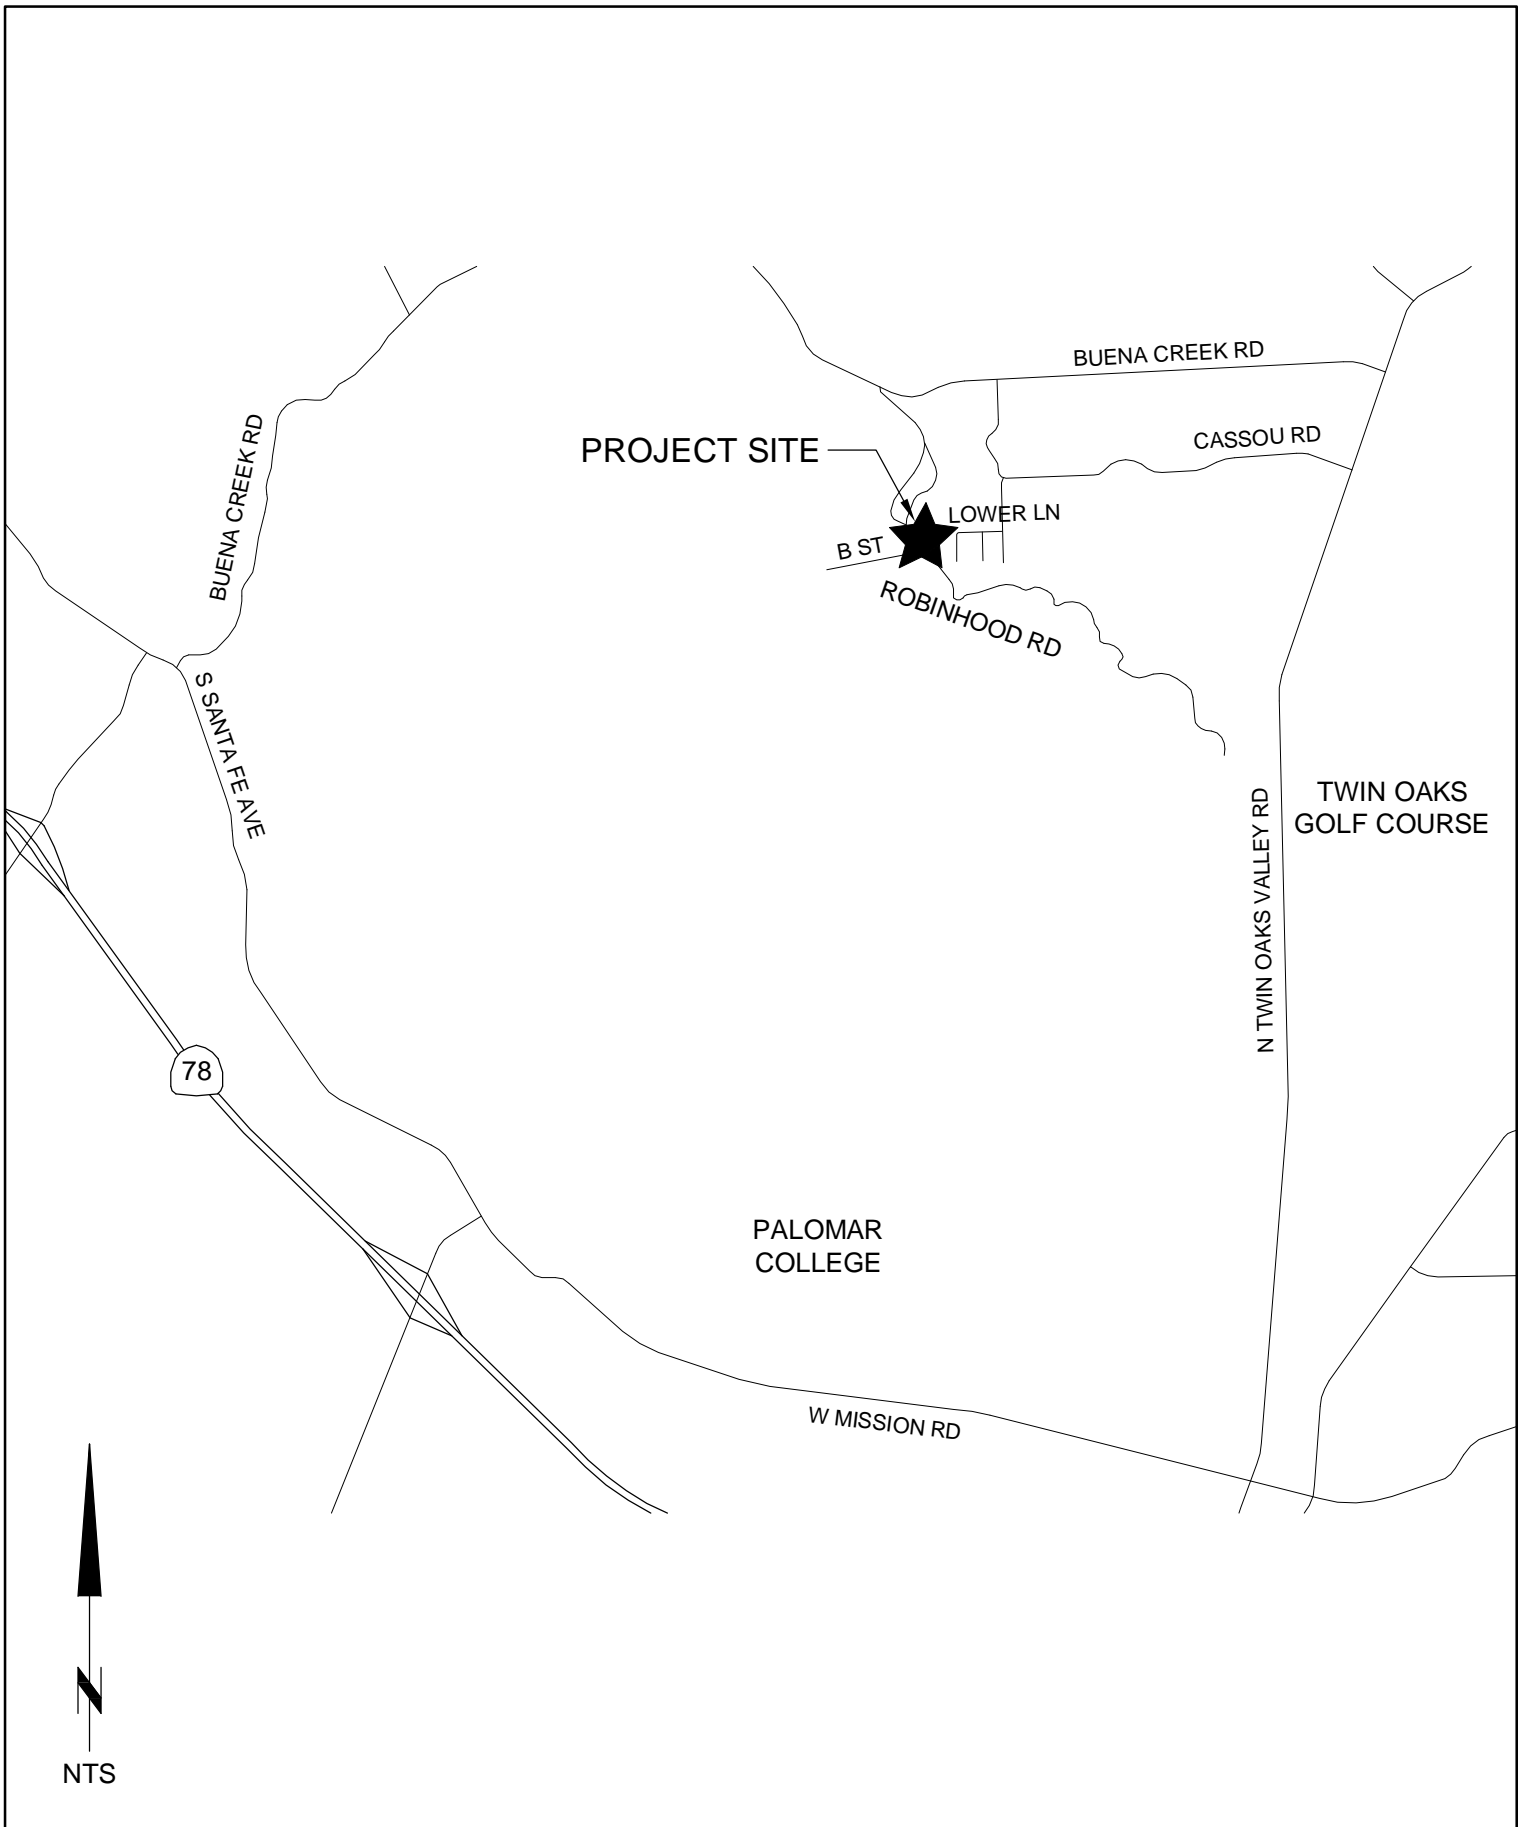 BUENA CREEK RD
CASSOU RD
BUENA CREEK RD
PROJECT SITE
LOWER LN
B ST
ROBINHOOD RD
S SANTA FE AVE
TWIN OAKS
GOLF COURSE
N TWIN OAKS VALLEY RD
78
PALOMAR
COLLEGE
W MISSION RD
N
NTS